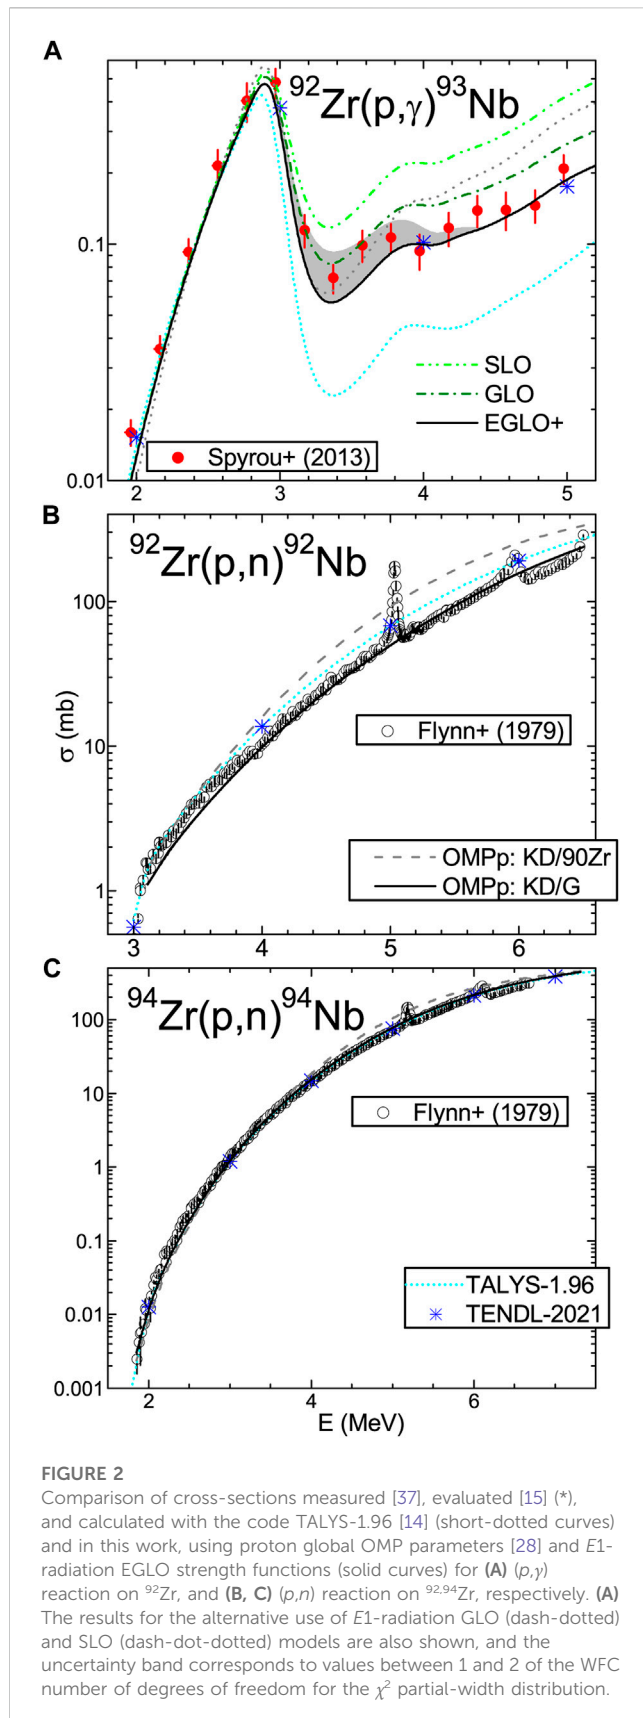 A
⁹²Zr(p,γ)⁹³Nb
0.1
SLO
GLO
EGLO+
Spyrou+ (2013)
0.01
2 3 4 5
B
⁹²Zr(p,n)⁹²Nb
100
σ (mb)
Flynn+ (1979)
10
OMPp: KD/90Zr
OMPp: KD/G
1
3 4 5 6
C
⁹⁴Zr(p,n)⁹⁴Nb
100
Flynn+ (1979)
10
1
0.1
TALYS-1.96
TENDL-2021
0.01
0.001
2 4 6
E (MeV)
FIGURE 2
Comparison of cross-sections measured [37], evaluated [15] (*),
and calculated with the code TALYS-1.96 [14] (short-dotted curves)
and in this work, using proton global OMP parameters [28] and E1-
radiation EGLO strength functions (solid curves) for (A) (p,γ)
reaction on ⁹²Zr, and (B, C) (p,n) reaction on ⁹²,⁹⁴Zr, respectively. (A)
The results for the alternative use of E1-radiation GLO (dash-dotted)
and SLO (dash-dot-dotted) models are also shown, and the
uncertainty band corresponds to values between 1 and 2 of the WFC
number of degrees of freedom for the χ² partial-width distribution.